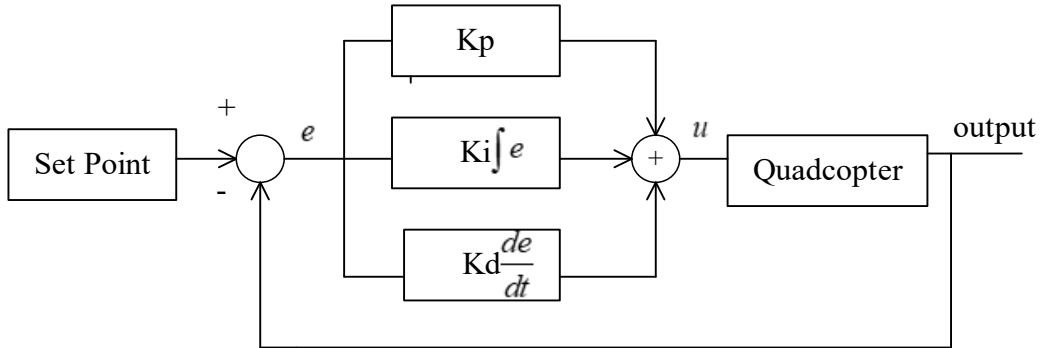 Kp
+
e
Set Point
Ki∫e
+
u
Quadcopter
output
-
Kd de/dt